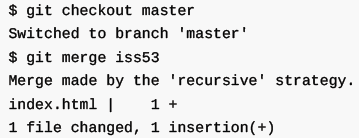 $ git checkout master
Switched to branch 'master'
$ git merge iss53
Merge made by the 'recursive' strategy.
index.html |    1 +
1 file changed, 1 insertion(+)